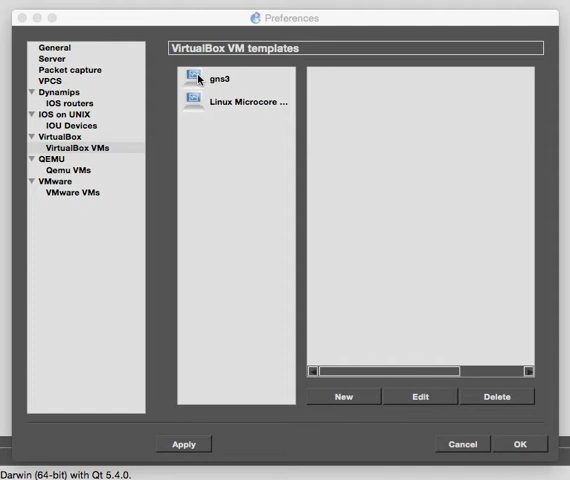 Preferences
General
Server
Packet capture
VPCS
Dynamips
IOS routers
IOS on UNIX
IOU Devices
VirtualBox
VirtualBox VMs
QEMU
Qemu VMs
VMware
VMware VMs
VirtualBox VM templates
gns3
Linux Microcore ...
New
Edit
Delete
Apply
Cancel
OK
Darwin (64-bit) with Qt 5.4.0.